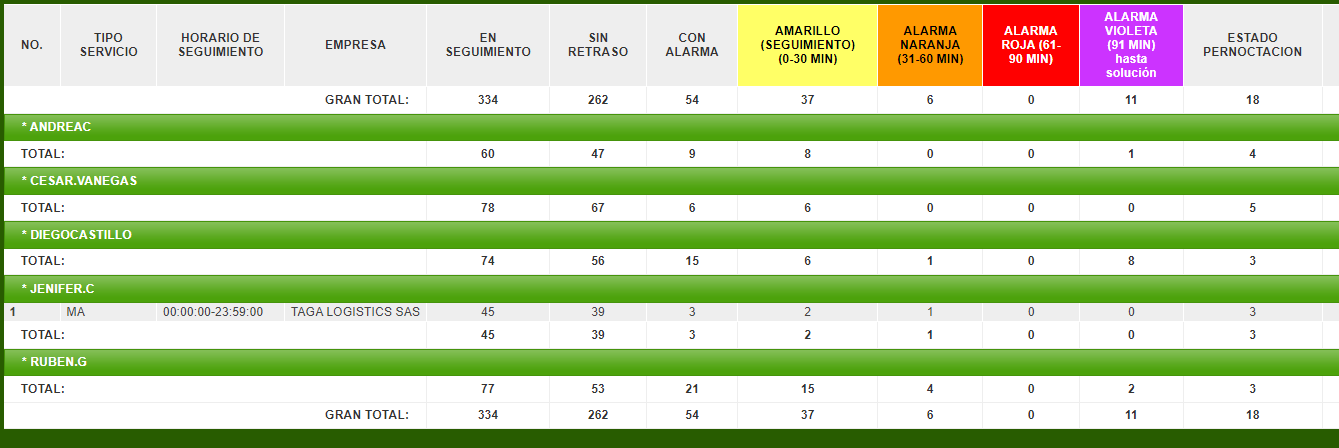 NO. TIPO SERVICIO HORARIO DE SEGUIMIENTO EMPRESA EN SEGUIMIENTO SIN RETRASO CON ALARMA AMARILLO (SEGUIMIENTO) (0-30 MIN) ALARMA NARANJA (31-60 MIN) ALARMA ROJA (61-90 MIN) ALARMA VIOLETA (91 MIN) hasta solución ESTADO PERNOCTACION
GRAN TOTAL: 334 262 54 37 6 0 11 18
* ANDREAC
TOTAL: 60 47 9 8 0 0 1 4
* CESAR.VANEGAS
TOTAL: 78 67 6 6 0 0 0 5
* DIEGOCASTILLO
TOTAL: 74 56 15 6 1 0 8 3
* JENIFER.C
1 MA 00:00:00-23:59:00 TAGA LOGISTICS SAS 45 39 3 2 1 0 0 3
TOTAL: 45 39 3 2 1 0 0 3
* RUBEN.G
TOTAL: 77 53 21 15 4 0 2 3
GRAN TOTAL: 334 262 54 37 6 0 11 18